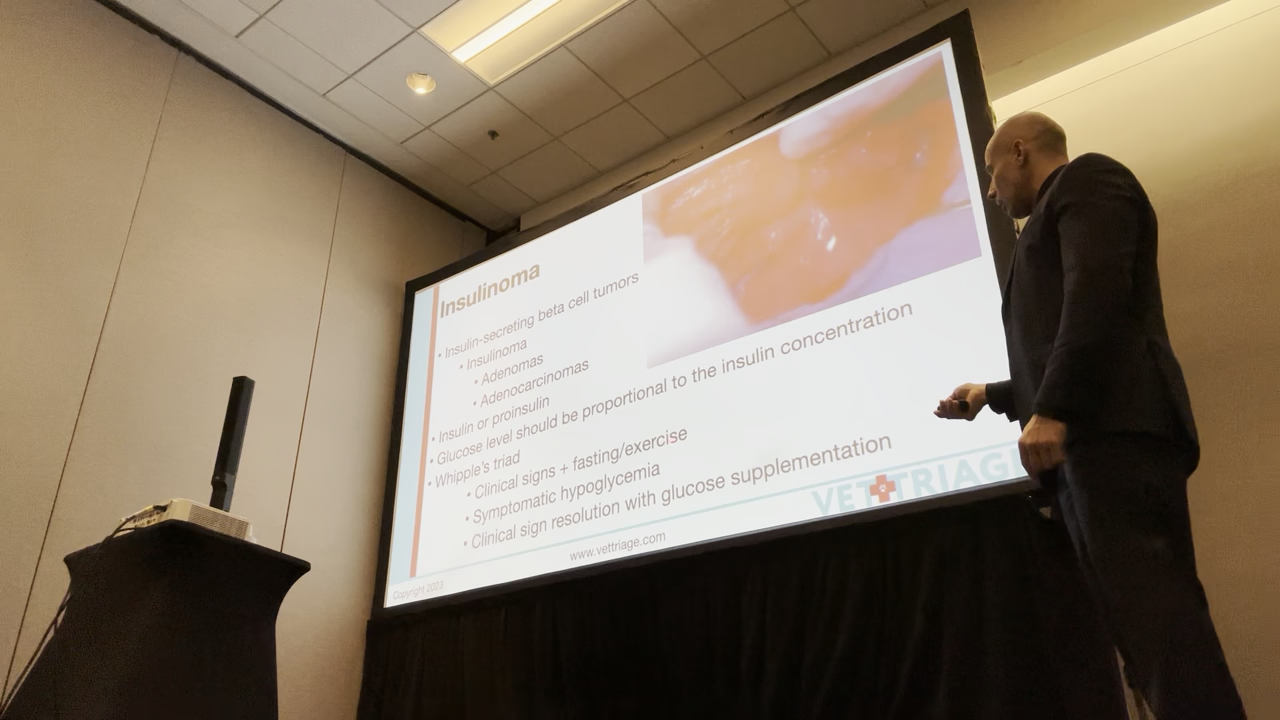 Insulinoma
• Insulin-secreting beta cell tumors
• Insulinoma
• Adenomas
• Adenocarcinomas
• Insulin or proinsulin
• Glucose level should be proportional to the insulin concentration
• Whipple's triad
• Clinical signs + fasting/exercise
• Symptomatic hypoglycemia
• Clinical sign resolution with glucose supplementation
VET TRIAGE
www.vettriage.com
Copyright 2023